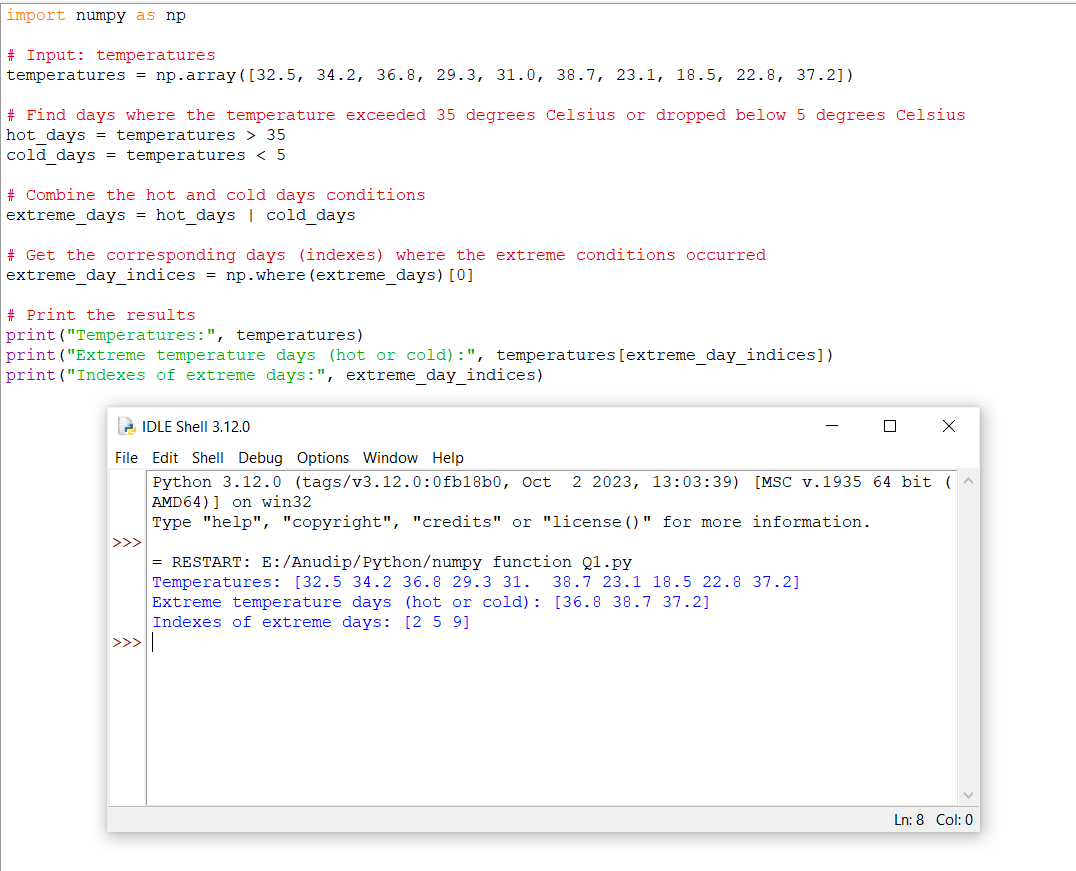 import numpy as np
# Input: temperatures
temperatures = np.array([32.5, 34.2, 36.8, 29.3, 31.0, 38.7, 23.1, 18.5, 22.8, 37.2])
# Find days where the temperature exceeded 35 degrees Celsius or dropped below 5 degrees Celsius
hot_days = temperatures > 35
cold_days = temperatures < 5
# Combine the hot and cold days conditions
extreme_days = hot_days | cold_days
# Get the corresponding days (indexes) where the extreme conditions occurred
extreme_day_indices = np.where(extreme_days)[0]
# Print the results
print("Temperatures:", temperatures)
print("Extreme temperature days (hot or cold):", temperatures[extreme_day_indices])
print("Indexes of extreme days:", extreme_day_indices)
IDLE Shell 3.12.0
File Edit Shell Debug Options Window Help
Python 3.12.0 (tags/v3.12.0:0fb18b0, Oct  2 2023, 13:03:39) [MSC v.1935 64 bit (
AMD64)] on win32
Type "help", "copyright", "credits" or "license()" for more information.
>>>
= RESTART: E:/Anudip/Python/numpy function Q1.py
Temperatures: [32.5 34.2 36.8 29.3 31.  38.7 23.1 18.5 22.8 37.2]
Extreme temperature days (hot or cold): [36.8 38.7 37.2]
Indexes of extreme days: [2 5 9]
>>>
Ln: 8 Col: 0